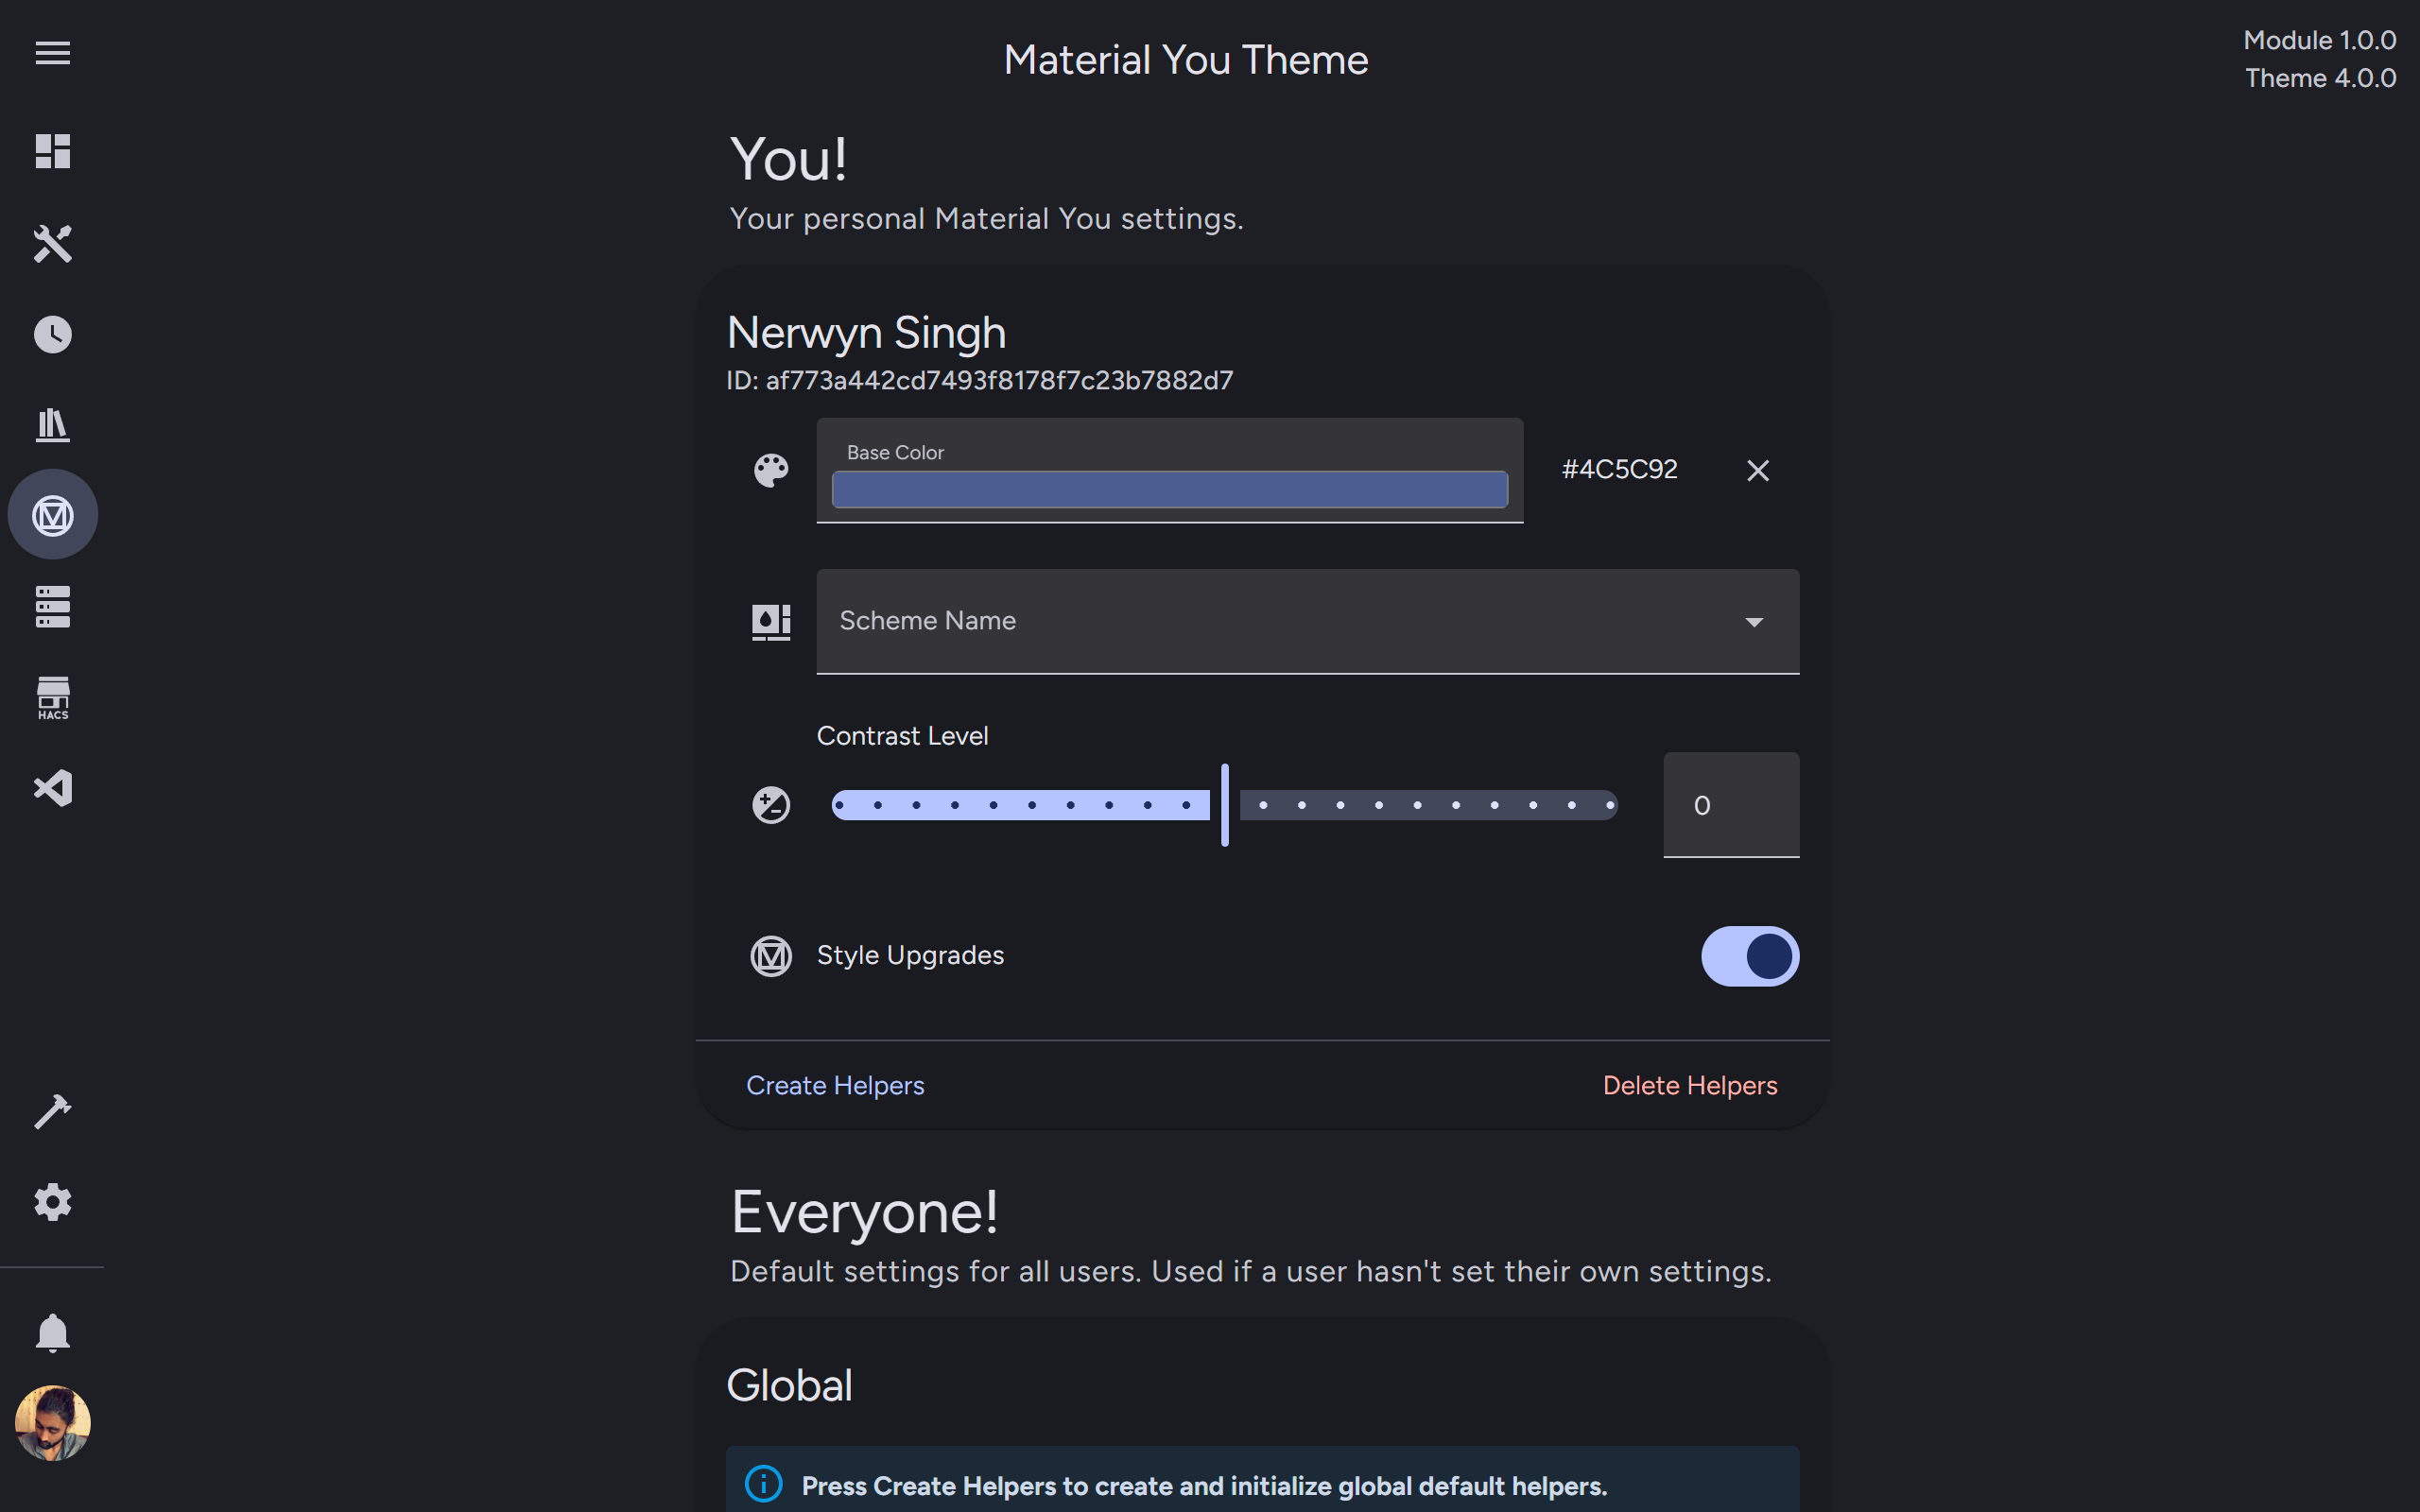 Material You Theme
Module 1.0.0
Theme 4.0.0
You!
Your personal Material You settings.
Nerwyn Singh
ID: af773a442cd7493f8178f7c23b7882d7
Base Color
#4C5C92
Scheme Name
Contrast Level
0
Style Upgrades
Create Helpers
Delete Helpers
HACS
Everyone!
Default settings for all users. Used if a user hasn't set their own settings.
Global
Press Create Helpers to create and initialize global default helpers.